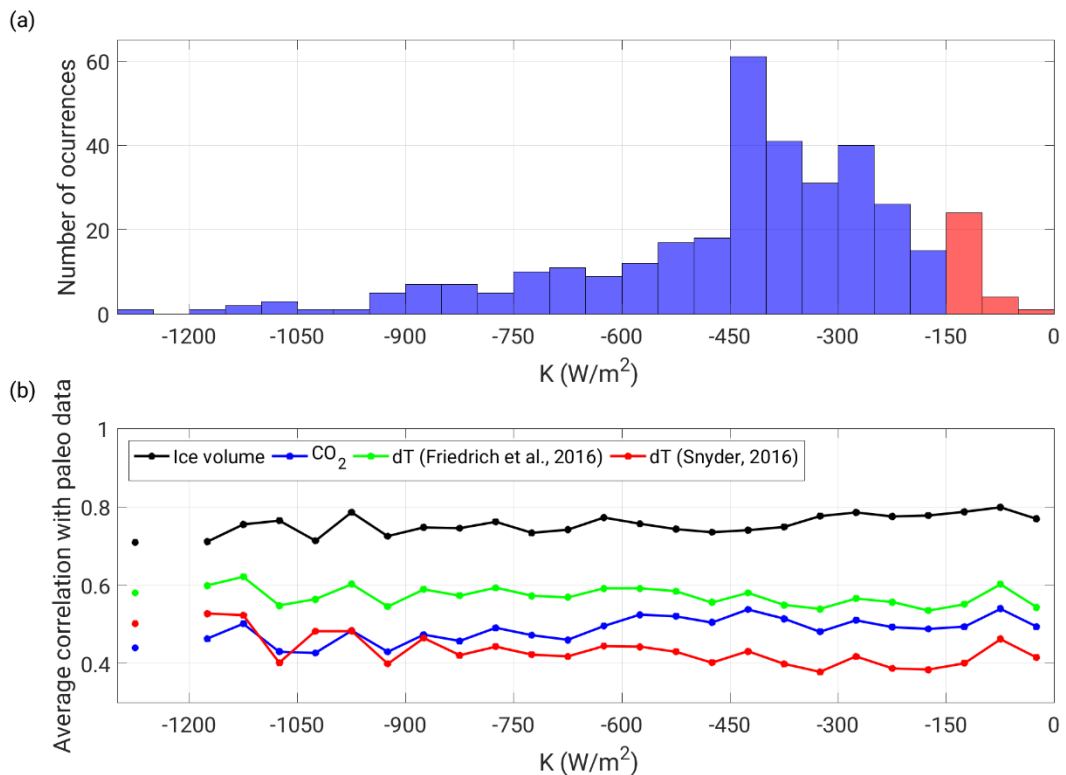 (a)
Number of ocurrences
60
40
20
0
-1200 -1050 -900 -750 -600 -450 -300 -150 0
K (W/m²)
(b)
Average correlation with paleo data
1
0.8
0.6
0.4
Ice volume CO₂ dT (Friedrich et al., 2016) dT (Snyder, 2016)
-1200 -1050 -900 -750 -600 -450 -300 -150 0
K (W/m²)